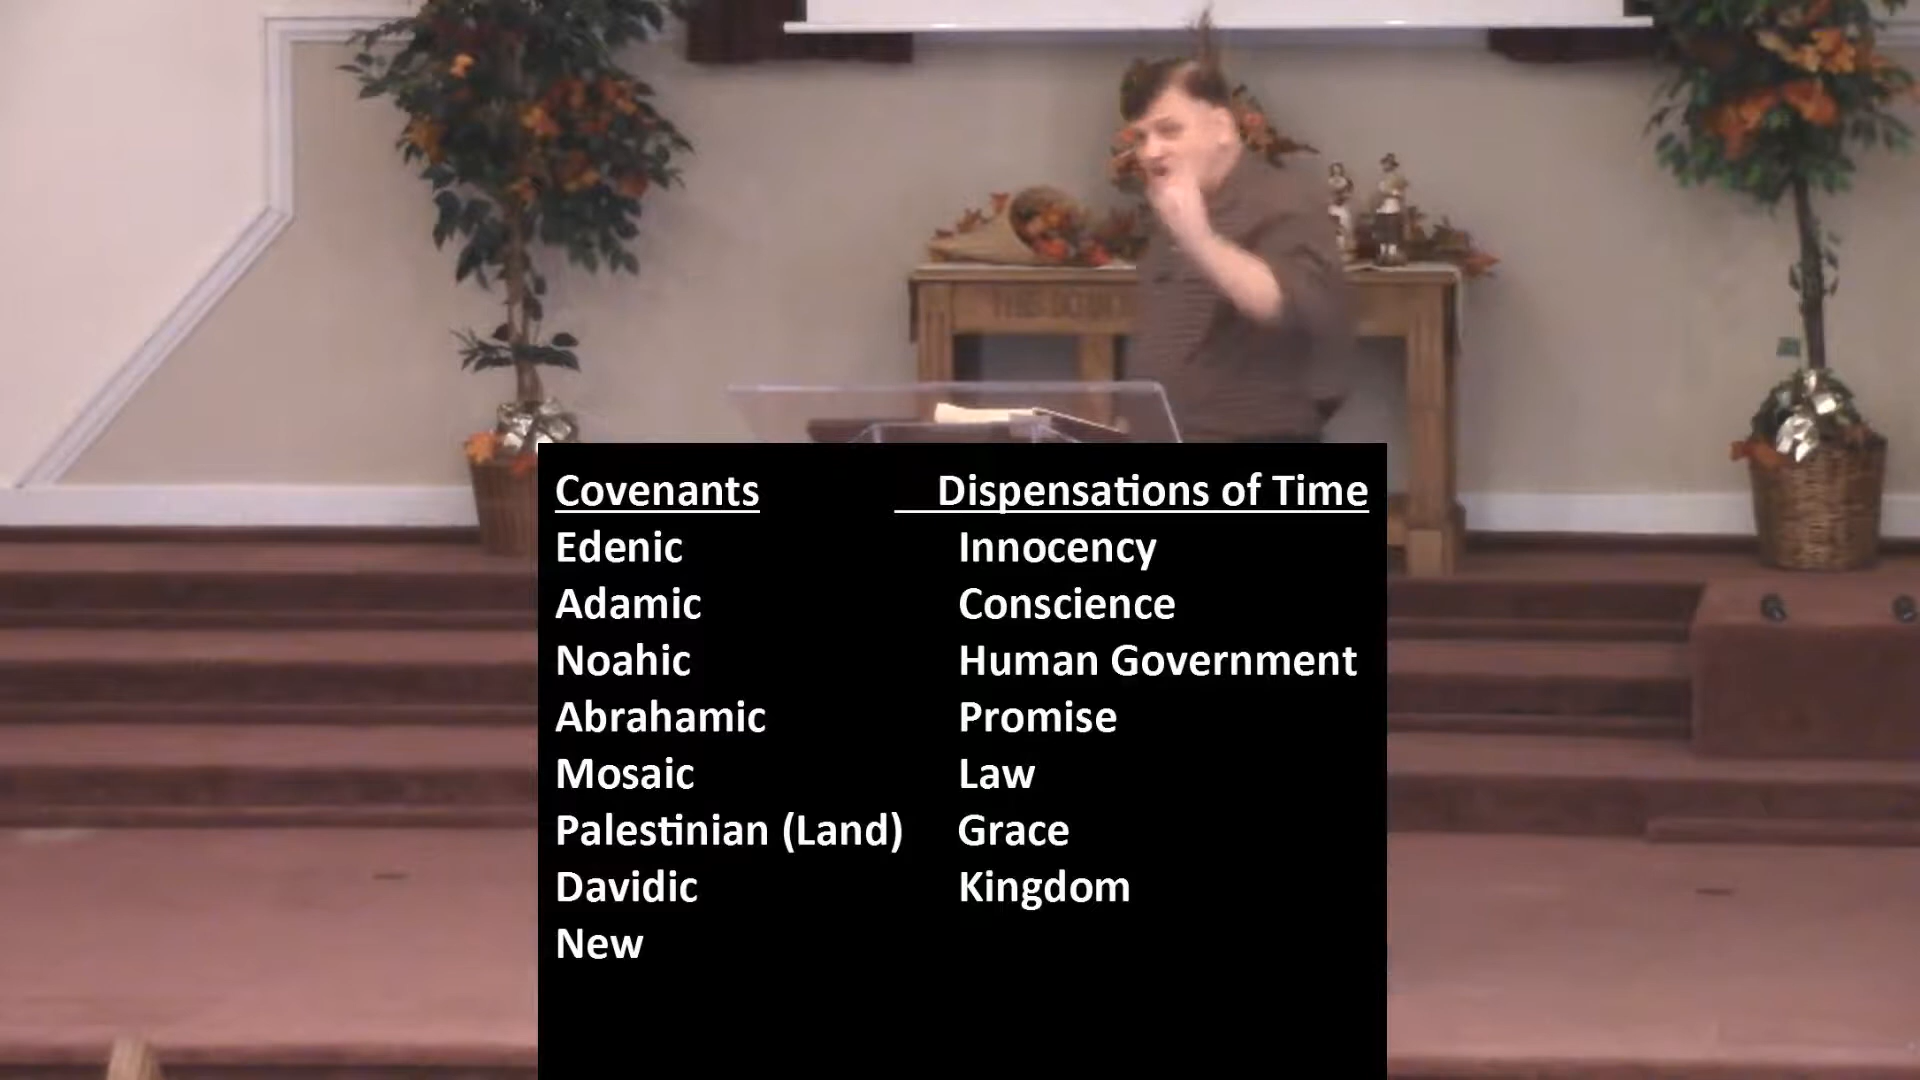 Covenants Dispensations of Time
Edenic Innocency
Adamic Conscience
Noahic Human Government
Abrahamic Promise
Mosaic Law
Palestinian (Land) Grace
Davidic Kingdom
New